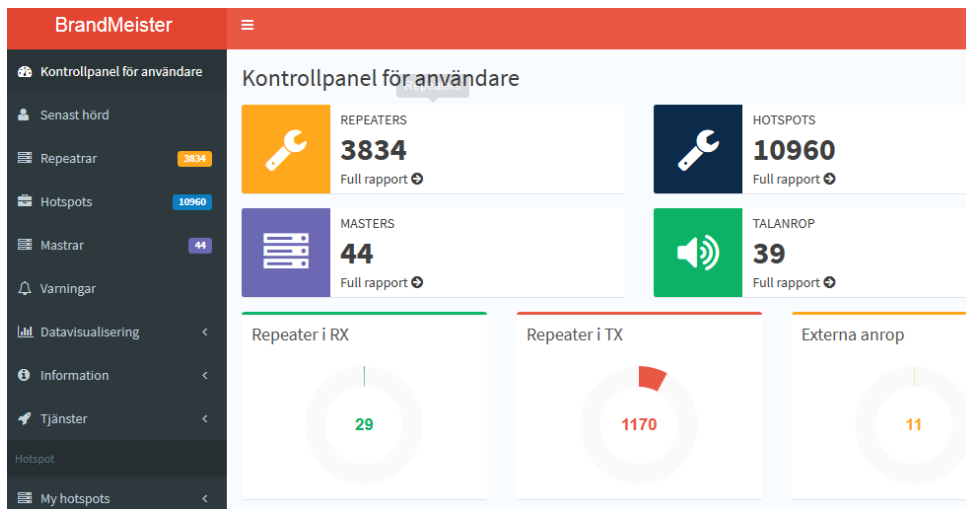 BrandMeister
Kontrollpanel för användare
Senast hörd
Repeatrar 3834
Hotspots 10960
Mastrar 44
Varningar
Datavisualisering
Information
Tjänster
Hotspot
My hotspots
Kontrollpanel för användare
Repeaters
REPEATERS
3834
Full rapport
HOTSPOTS
10960
Full rapport
MASTERS
44
Full rapport
TALANROP
39
Full rapport
Repeater i RX
29
Repeater i TX
1170
Externa anrop
11